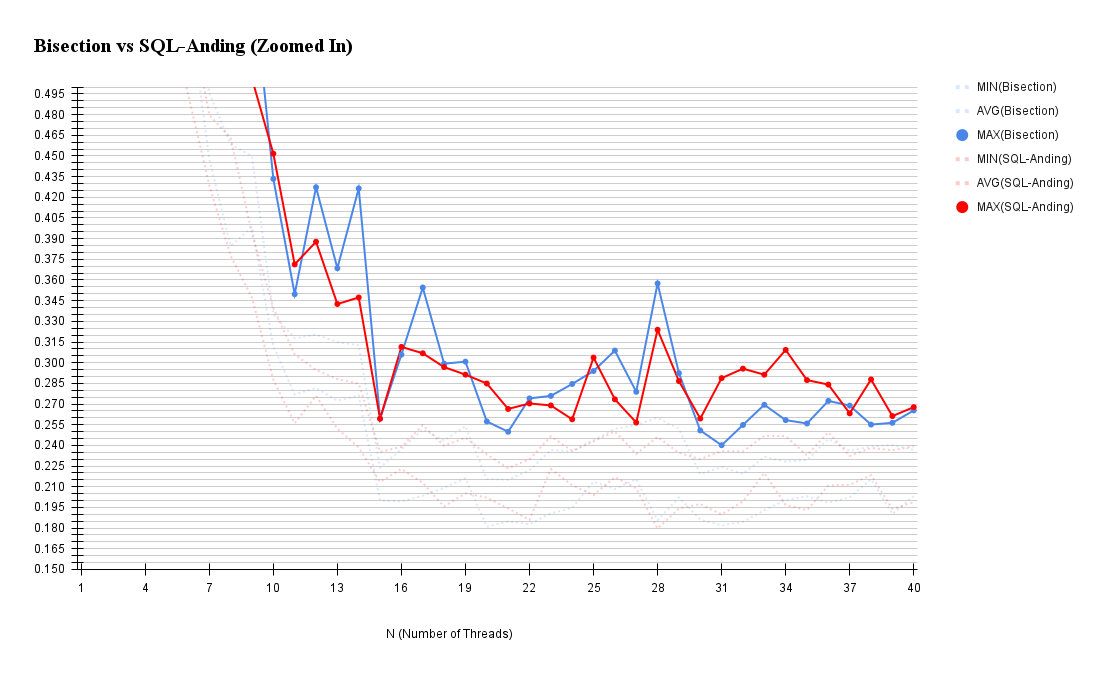 Bisection vs SQL-Anding (Zoomed In)
0.495
0.480
0.465
0.450
0.435
0.420
0.405
0.390
0.375
0.360
0.345
0.330
0.315
0.300
0.285
0.270
0.255
0.240
0.225
0.210
0.195
0.180
0.165
0.150
1 4 7 10 13 16 19 22 25 28 31 34 37 40
N (Number of Threads)
MIN(Bisection)
AVG(Bisection)
MAX(Bisection)
MIN(SQL-Anding)
AVG(SQL-Anding)
MAX(SQL-Anding)